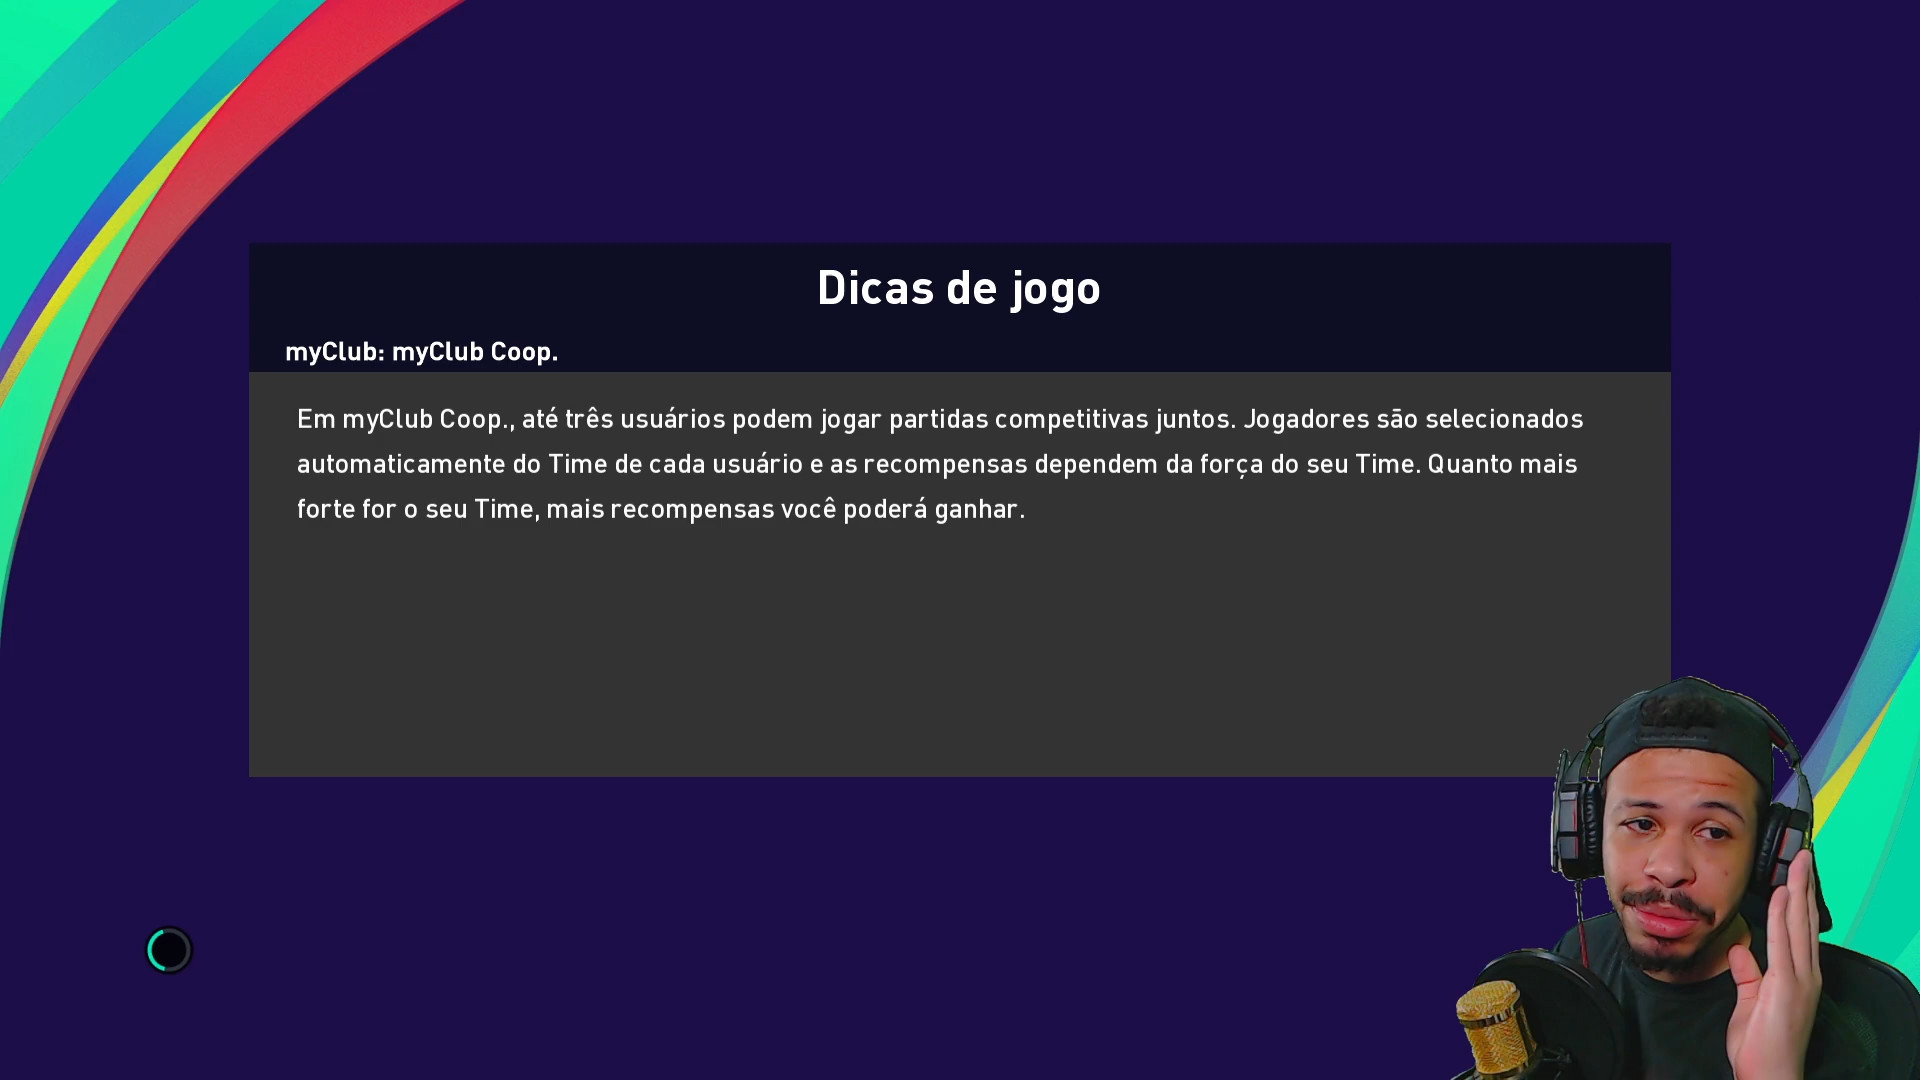 Dicas de jogo
myClub: myClub Coop.
Em myClub Coop., até três usuários podem jogar partidas competitivas juntos. Jogadores são selecionados
automaticamente do Time de cada usuário e as recompensas dependem da força do seu Time. Quanto mais
forte for o seu Time, mais recompensas você poderá ganhar.